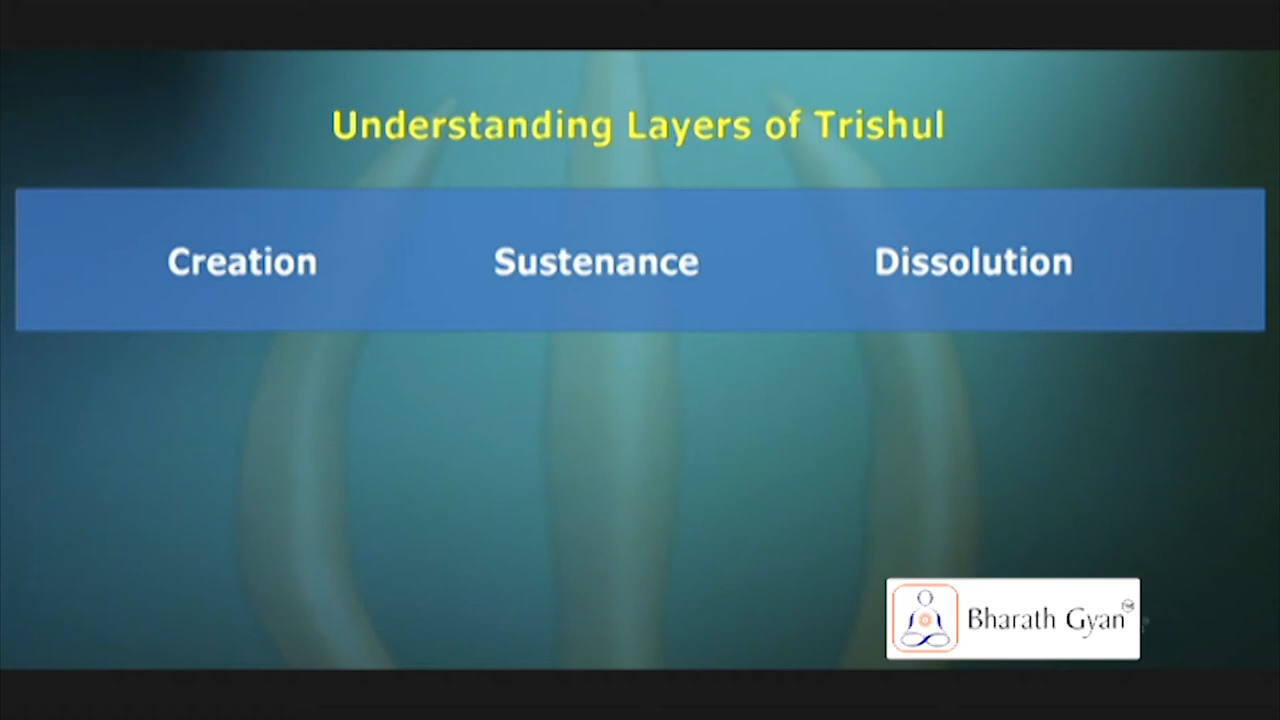 Understanding Layers of Trishul
Creation Sustenance Dissolution
Bharath Gyan